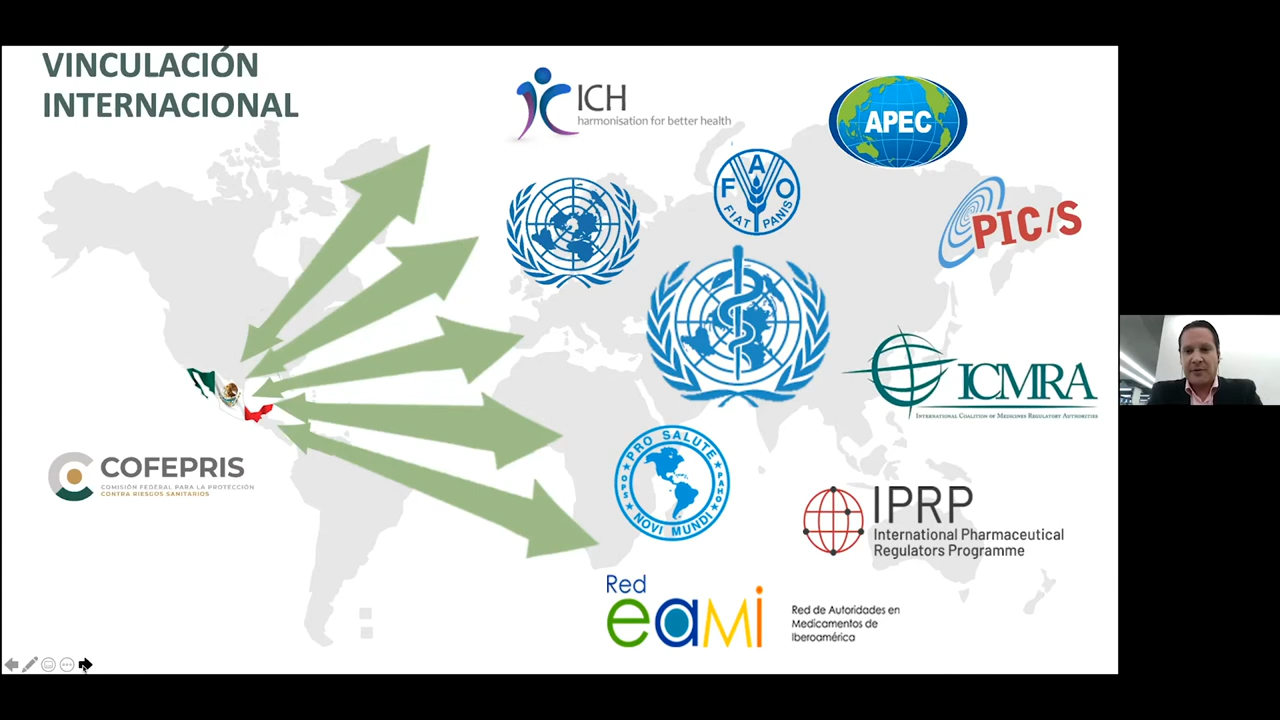 VINCULACIÓN
INTERNACIONAL
ICH
harmonisation for better health
APEC
FAO
FIAT PANIS
PIC/S
ICMRA
INTERNATIONAL COALITION OF MEDICINES REGULATORY AUTHORITIES
COFEPRIS
COMISIÓN FEDERAL PARA LA PROTECCIÓN
CONTRA RIESGOS SANITARIOS
PRO SALUTE
OPS PAHO
NOVI MUNDI
IPRP
International Pharmaceutical
Regulators Programme
Red
eami
Red de Autoridades en
Medicamentos de
Iberoamérica